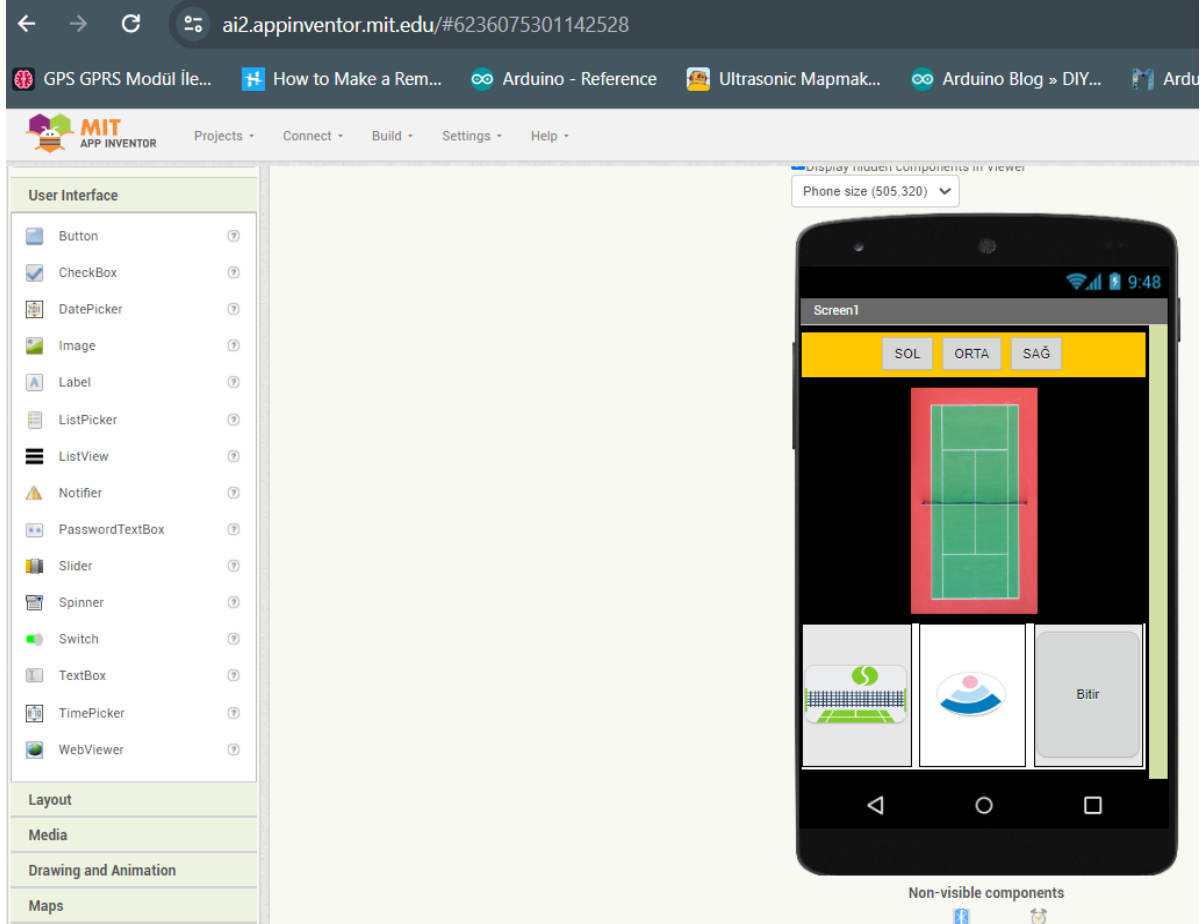 ai2.appinventor.mit.edu/#6236075301142528
GPS GPRS Modül İle... How to Make a Rem... Arduino - Reference Ultrasonic Mapmak... Arduino Blog » DIY... Ardu
MIT
APP INVENTOR
Projects Connect Build Settings Help
Display hidden components in Viewer
Phone size (505,320)
User Interface
Button
CheckBox
DatePicker
Image
Label
ListPicker
ListView
Notifier
PasswordTextBox
Slider
Spinner
Switch
TextBox
TimePicker
WebViewer
Layout
Media
Drawing and Animation
Maps
9:48
Screen1
SOL ORTA SAĞ
Bitir
Non-visible components